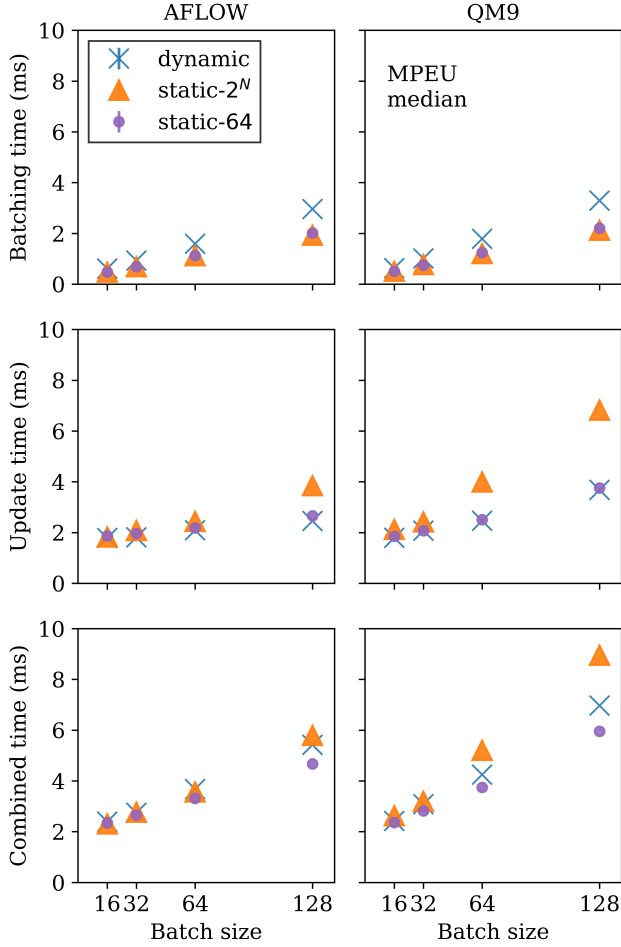 AFLOW
QM9
10
8
6
4
2
0
Batching time (ms)
dynamic
static-2^N
static-64
MPEU
median
10
8
6
4
2
0
Update time (ms)
10
8
6
4
2
0
Combined time (ms)
16 32 64 128
16 32 64 128
Batch size
Batch size